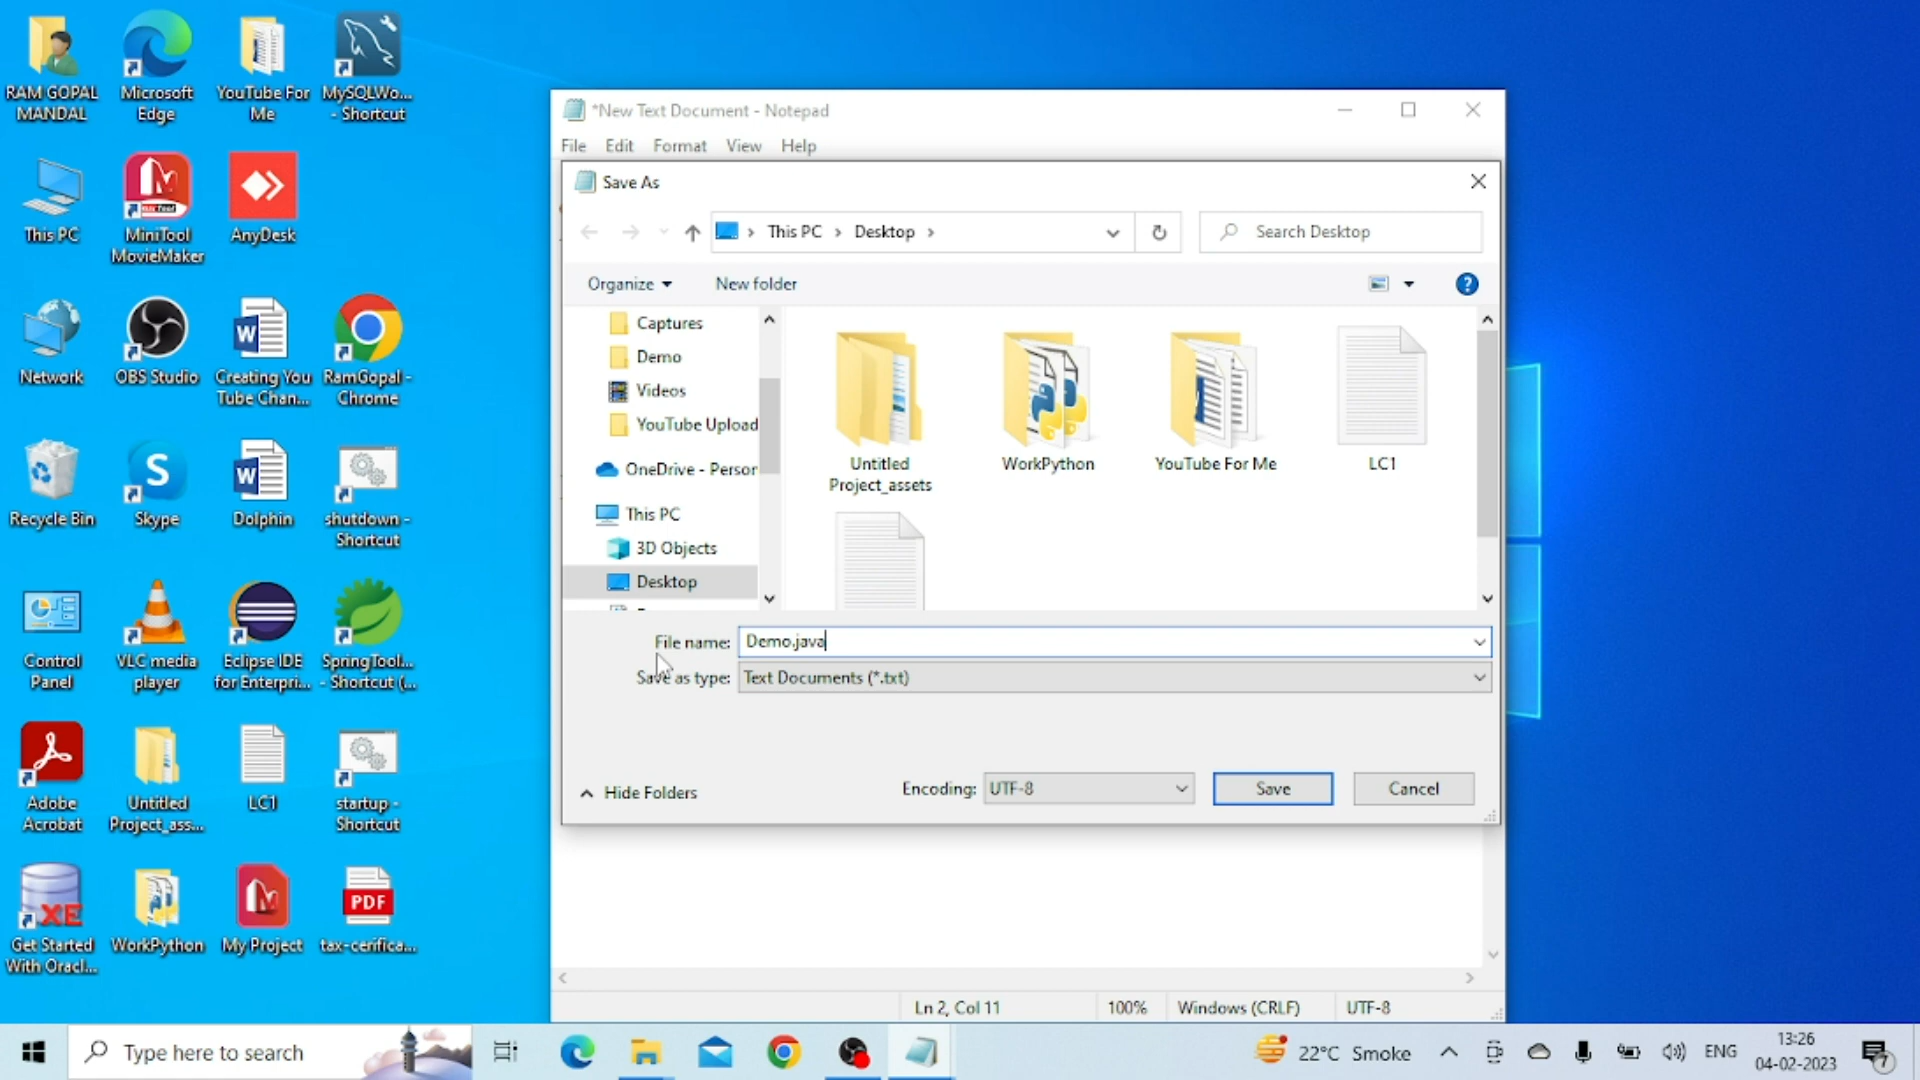 RAM GOPAL
MANDAL
Microsoft
Edge
YouTube For
Me
MySQLWo...
- Shortcut
This PC
MiniTool
MovieMaker
AnyDesk
Network
OBS Studio
Creating You
Tube Chan...
RamGopal -
Chrome
Recycle Bin
Skype
Dolphin
shutdown -
Shortcut
Control
Panel
VLC media
player
Eclipse IDE
for Enterpri...
SpringTool...
- Shortcut (...
Adobe
Acrobat
Untitled
Project_ass...
LC1
startup -
Shortcut
XE
PDF
Get Started
With Oracl...
WorkPython
My Project
tax-cerifica...
*New Text Document - Notepad
File Edit Format View Help
Save As
This PC Desktop
Search Desktop
Organize New folder
Captures
Demo
Videos
YouTube Upload
OneDrive - Person
This PC
3D Objects
Desktop
Untitled
Project_assets
WorkPython
YouTube For Me
LC1
File name: Demo.java
Save as type: Text Documents (*.txt)
Hide Folders
Encoding: UTF-8 Save Cancel
Ln 2, Col 11 100% Windows (CRLF) UTF-8
Type here to search
22°C Smoke
ENG
13:26
04-02-2023
7